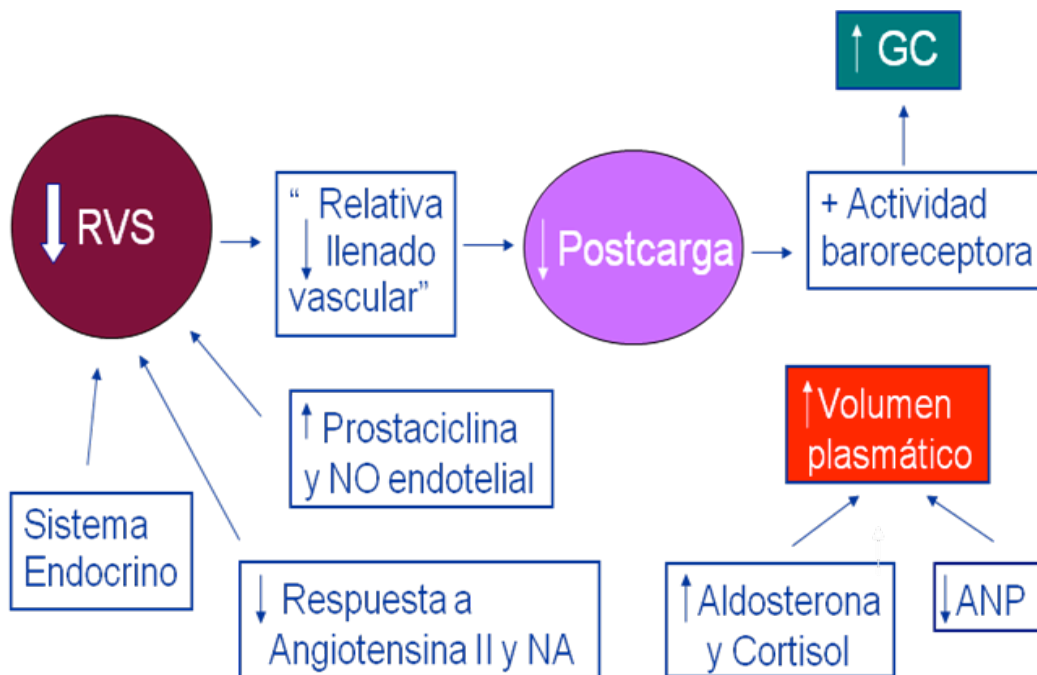 ↑ GC
↓ RVS
“ Relativa
↓ llenado
vascular”
↓ Postcarga
+ Actividad
baroreceptora
↑ Prostaciclina
y NO endotelial
↑ Volumen
plasmático
Sistema
Endocrino
↓ Respuesta a
Angiotensina II y NA
↑ Aldosterona
y Cortisol
↓ ANP